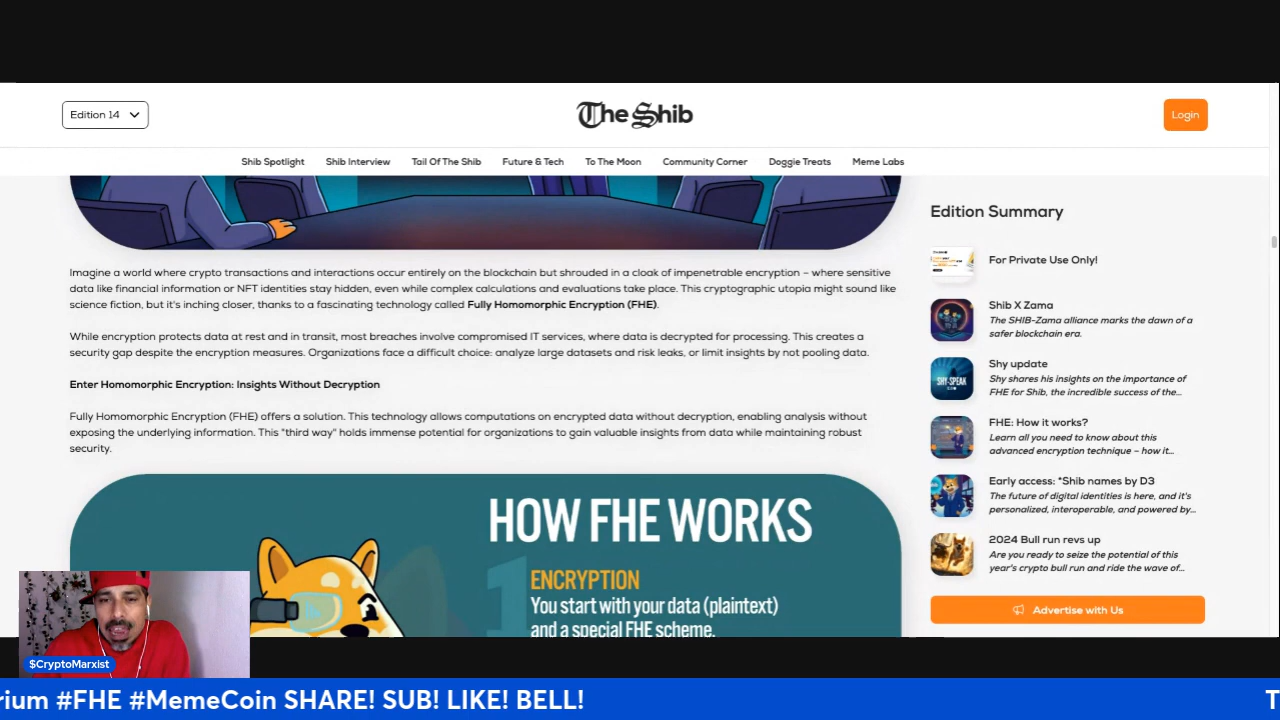 Edition 14
The Shib
Login
Shib Spotlight
Shib Interview
Tail Of The Shib
Future & Tech
To The Moon
Community Corner
Doggie Treats
Meme Labs
Imagine a world where crypto transactions and interactions occur entirely on the blockchain but shrouded in a cloak of impenetrable encryption – where sensitive
data like financial information or NFT identities stay hidden, even while complex calculations and evaluations take place. This cryptographic utopia might sound like
science fiction, but it's inching closer, thanks to a fascinating technology called Fully Homomorphic Encryption (FHE).
While encryption protects data at rest and in transit, most breaches involve compromised IT services, where data is decrypted for processing. This creates a
security gap despite the encryption measures. Organizations face a difficult choice: analyze large datasets and risk leaks, or limit insights by not pooling data.
Enter Homomorphic Encryption: Insights Without Decryption
Fully Homomorphic Encryption (FHE) offers a solution. This technology allows computations on encrypted data without decryption, enabling analysis without
exposing the underlying information. This "third way" holds immense potential for organizations to gain valuable insights from data while maintaining robust
security.
HOW FHE WORKS
1
ENCRYPTION
You start with your data (plaintext)
and a special FHE scheme.
Edition Summary
For Private Use Only!
Shib X Zama
The SHIB-Zama alliance marks the dawn of a
safer blockchain era.
SHY-SPEAK
Shy update
Shy shares his insights on the importance of
FHE for Shib, the incredible success of the...
FHE: How it works?
Learn all you need to know about this
advanced encryption technique – how it...
Early access: *Shib names by D3
The future of digital identities is here, and it's
personalized, interoperable, and powered by...
2024 Bull run revs up
Are you ready to seize the potential of this
year's crypto bull run and ride the wave of...
Advertise with Us
$CryptoMarxist
rium #FHE #MemeCoin SHARE! SUB! LIKE! BELL!
T